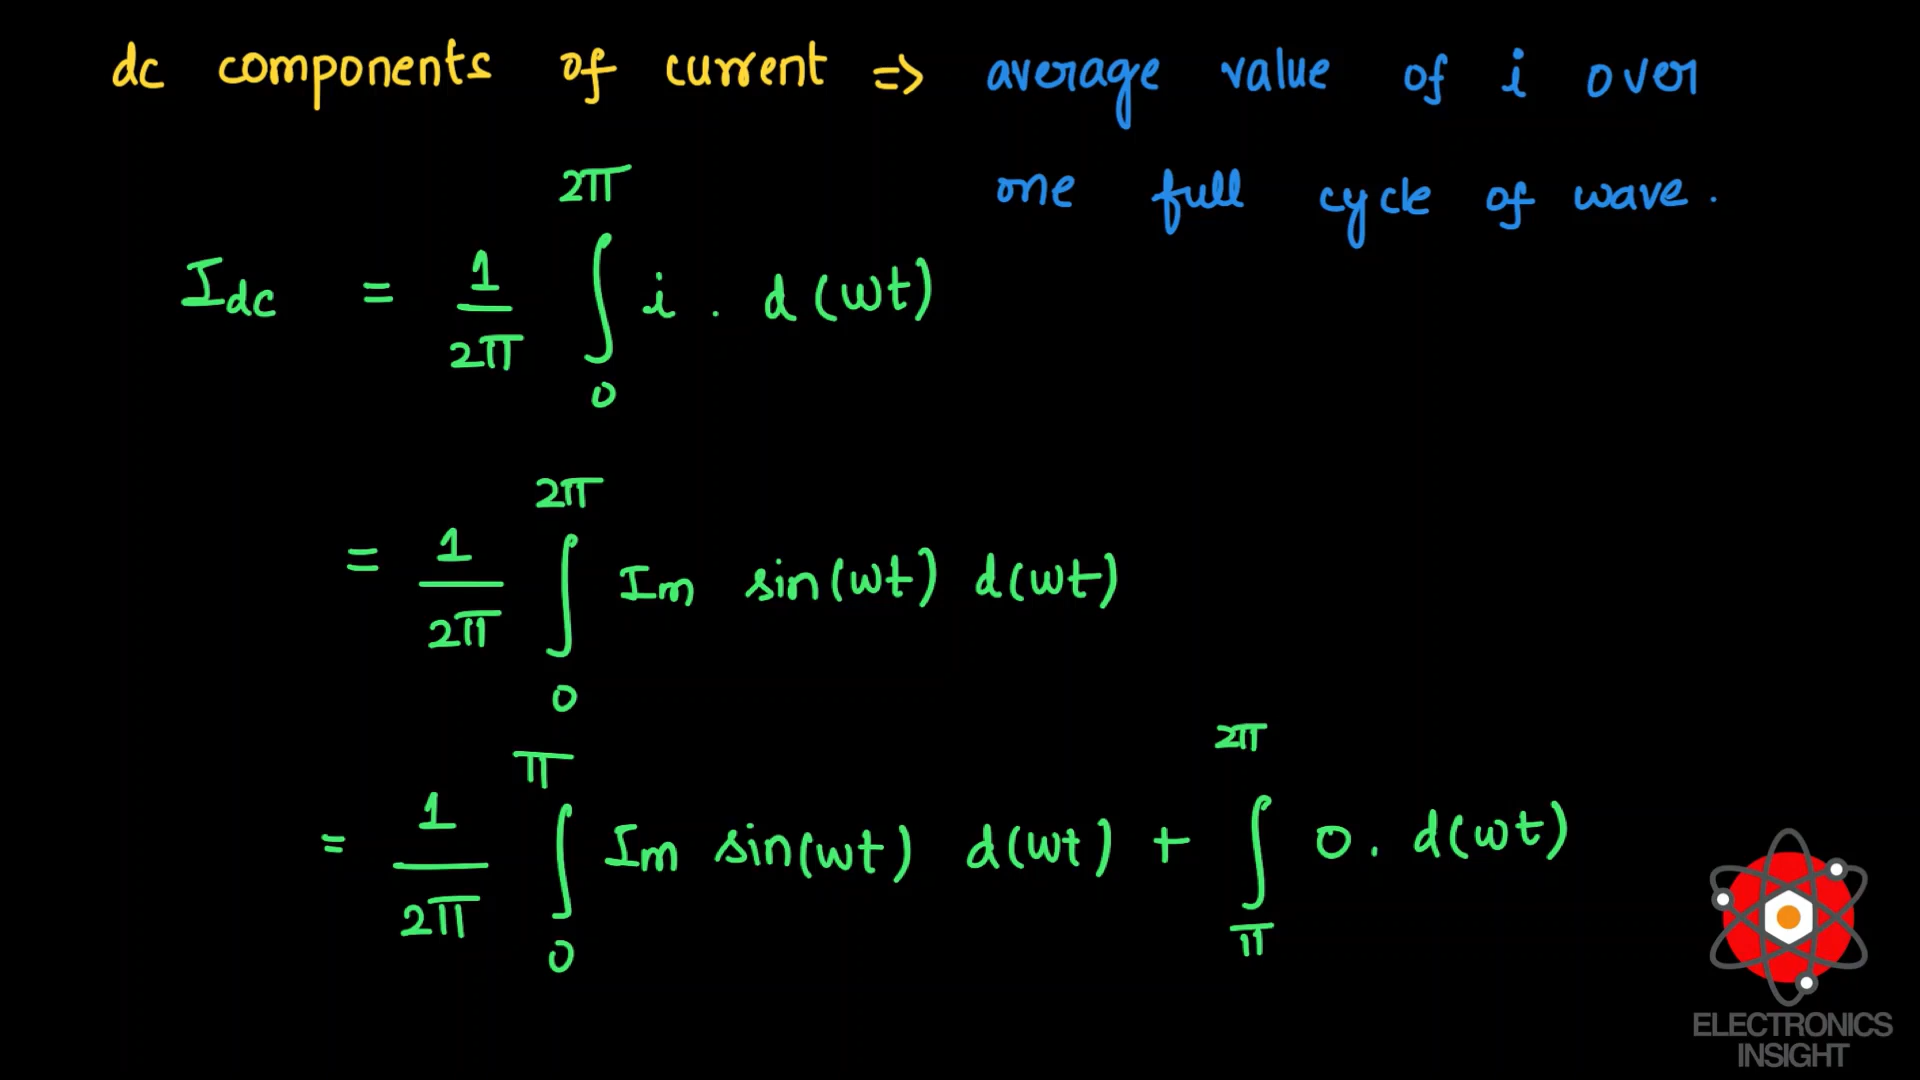 dc components of current => average value of i over
one full cycle of wave.
Idc = 1/2π ∫₀^2π i . d(wt)
= 1/2π ∫₀^2π Im sin(wt) d(wt)
= 1/2π ∫₀^π Im sin(wt) d(wt) + ∫π^2π 0. d(wt)
ELECTRONICS
INSIGHT